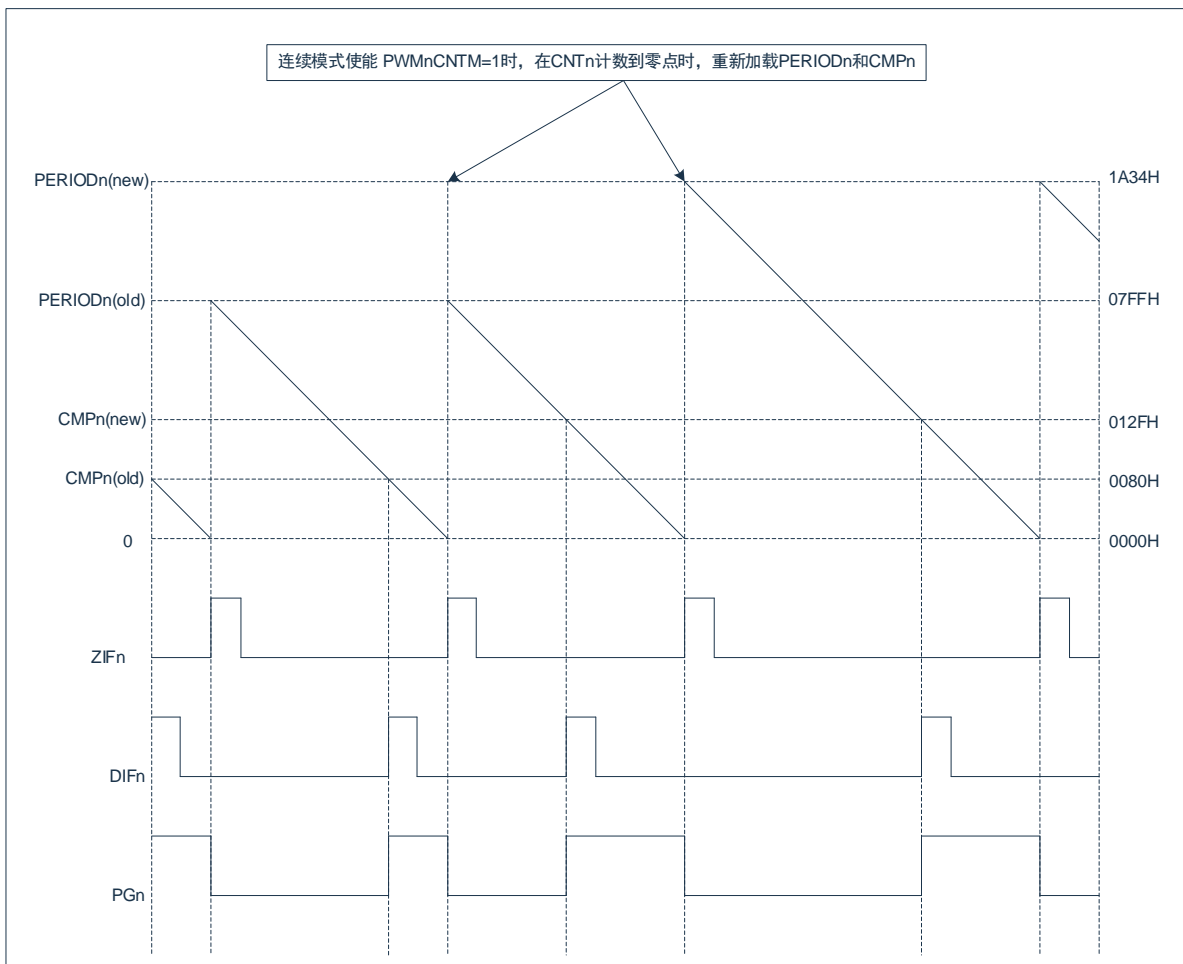 连续模式使能 PWMnCNTM=1时，在CNTn计数到零点时，重新加载PERIODn和CMPn
PERIODn(new)
1A34H
PERIODn(old)
07FFH
CMPn(new)
012FH
CMPn(old)
0080H
0
0000H
ZIFn
DIFn
PGn